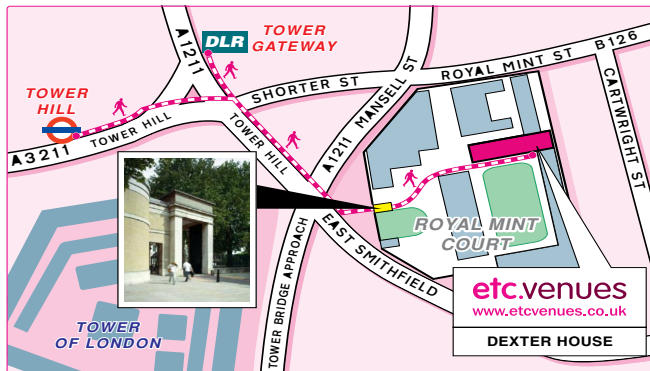 A1211
DLR
TOWER
GATEWAY
TOWER
HILL
A3211
TOWER HILL
SHORTER ST
ROYAL MINT ST
B126
CARTWRIGHT ST
A1211 MANSELL ST
TOWER HILL
ROYAL MINT
COURT
EAST SMITHFIELD
TOWER BRIDGE APPROACH
TOWER
OF LONDON
etc.venues
www.etcvenues.co.uk
DEXTER HOUSE